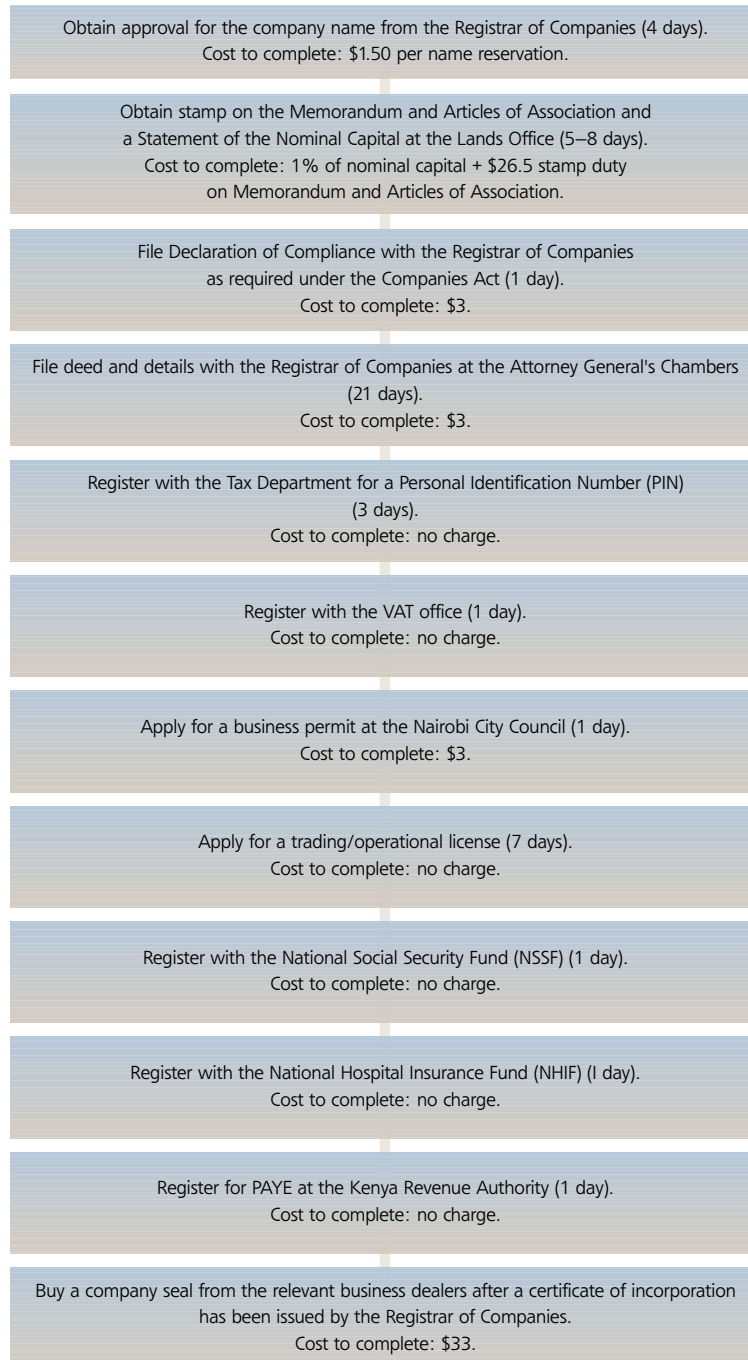 Obtain approval for the company name from the Registrar of Companies (4 days).
Cost to complete: $1.50 per name reservation.
Obtain stamp on the Memorandum and Articles of Association and
a Statement of the Nominal Capital at the Lands Office (5–8 days).
Cost to complete: 1% of nominal capital + $26.5 stamp duty
on Memorandum and Articles of Association.
File Declaration of Compliance with the Registrar of Companies
as required under the Companies Act (1 day).
Cost to complete: $3.
File deed and details with the Registrar of Companies at the Attorney General's Chambers
(21 days).
Cost to complete: $3.
Register with the Tax Department for a Personal Identification Number (PIN)
(3 days).
Cost to complete: no charge.
Register with the VAT office (1 day).
Cost to complete: no charge.
Apply for a business permit at the Nairobi City Council (1 day).
Cost to complete: $3.
Apply for a trading/operational license (7 days).
Cost to complete: no charge.
Register with the National Social Security Fund (NSSF) (1 day).
Cost to complete: no charge.
Register with the National Hospital Insurance Fund (NHIF) (I day).
Cost to complete: no charge.
Register for PAYE at the Kenya Revenue Authority (1 day).
Cost to complete: no charge.
Buy a company seal from the relevant business dealers after a certificate of incorporation
has been issued by the Registrar of Companies.
Cost to complete: $33.